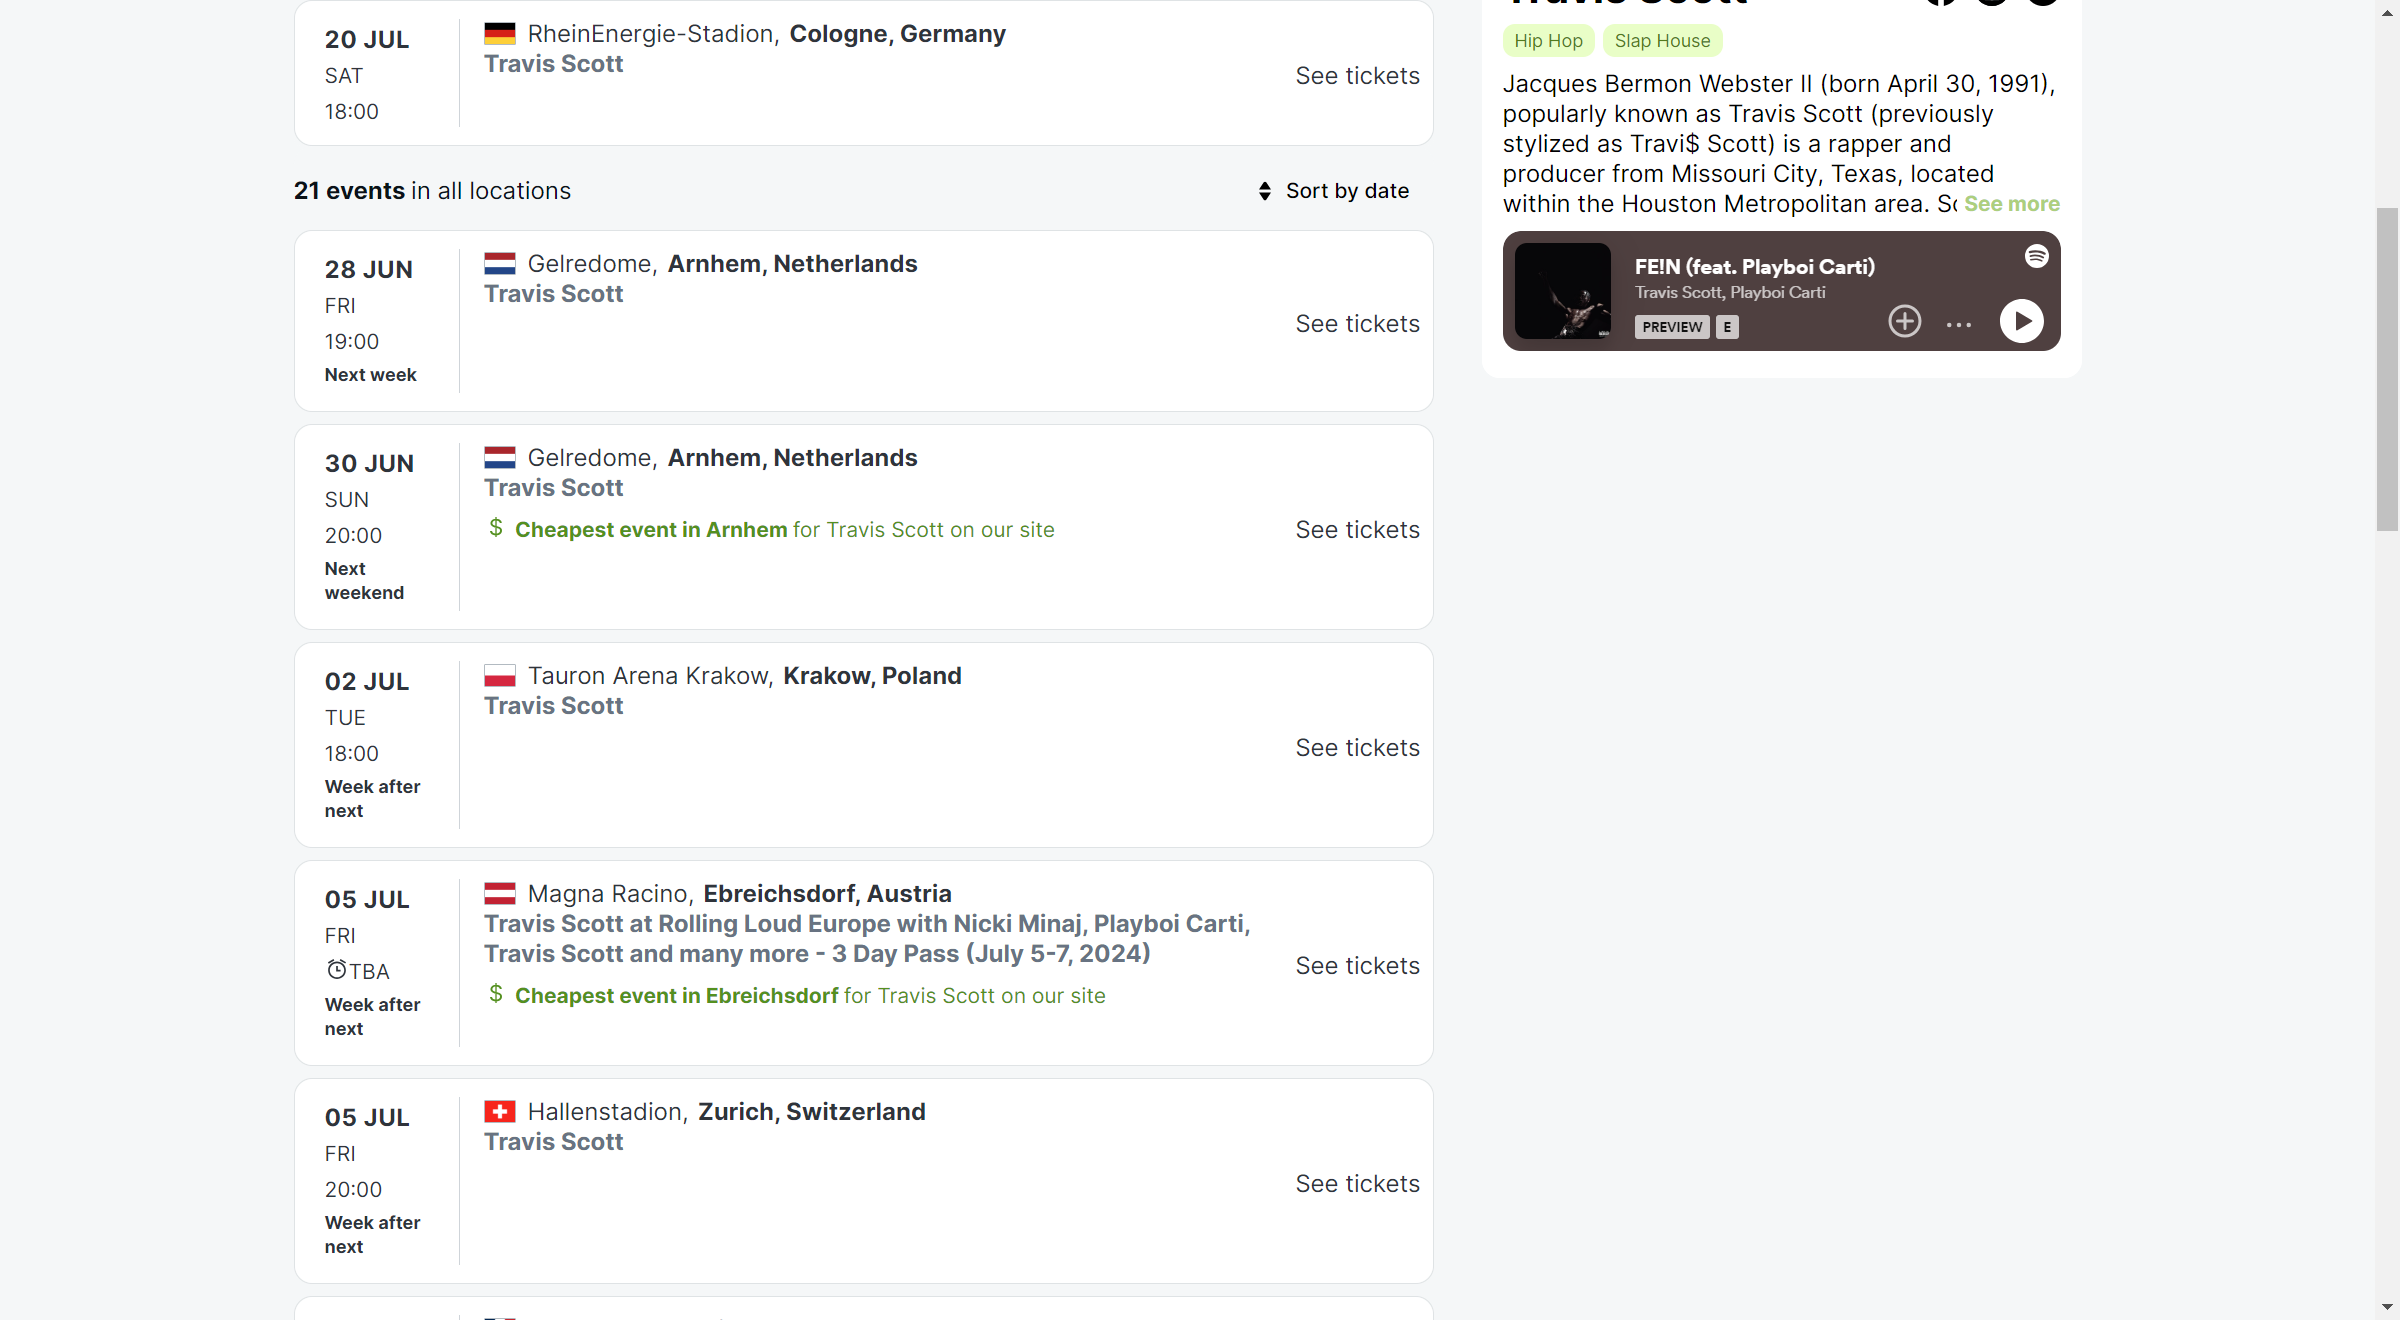 20 JUL
SAT
18:00
RheinEnergie-Stadion, Cologne, Germany
Travis Scott
See tickets
21 events in all locations
Sort by date
28 JUN
FRI
19:00
Next week
Gelredome, Arnhem, Netherlands
Travis Scott
See tickets
30 JUN
SUN
20:00
Next
weekend
Gelredome, Arnhem, Netherlands
Travis Scott
$ Cheapest event in Arnhem for Travis Scott on our site
See tickets
02 JUL
TUE
18:00
Week after
next
Tauron Arena Krakow, Krakow, Poland
Travis Scott
See tickets
05 JUL
FRI
TBA
Week after
next
Magna Racino, Ebreichsdorf, Austria
Travis Scott at Rolling Loud Europe with Nicki Minaj, Playboi Carti,
Travis Scott and many more - 3 Day Pass (July 5-7, 2024)
$ Cheapest event in Ebreichsdorf for Travis Scott on our site
See tickets
05 JUL
FRI
20:00
Week after
next
Hallenstadion, Zurich, Switzerland
Travis Scott
See tickets
Travis Scott
Hip Hop
Slap House
Jacques Bermon Webster II (born April 30, 1991),
popularly known as Travis Scott (previously
stylized as Travi$ Scott) is a rapper and
producer from Missouri City, Texas, located
within the Houston Metropolitan area. See more
FE!N (feat. Playboi Carti)
Travis Scott, Playboi Carti
PREVIEW
E